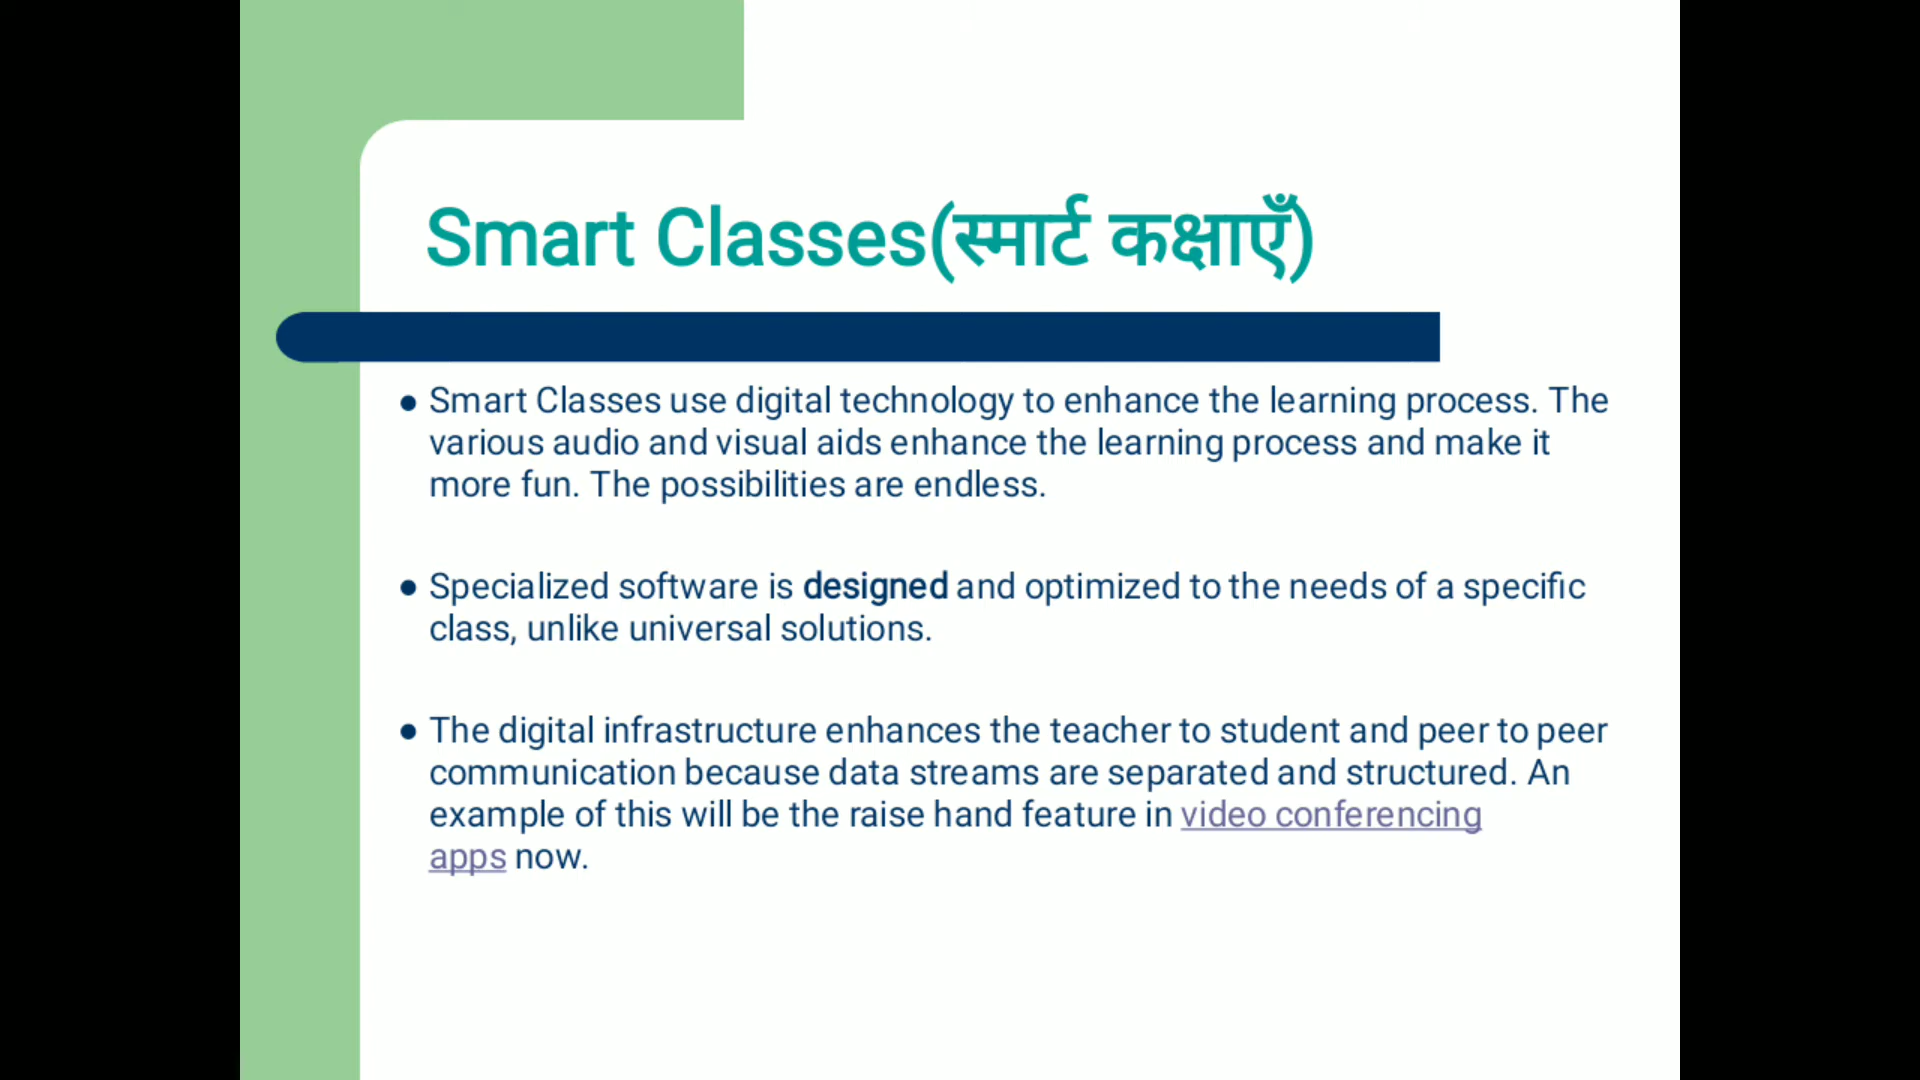 Smart Classes(स्मार्ट कक्षाएँ)
● Smart Classes use digital technology to enhance the learning process. The
various audio and visual aids enhance the learning process and make it
more fun. The possibilities are endless.
● Specialized software is designed and optimized to the needs of a specific
class, unlike universal solutions.
● The digital infrastructure enhances the teacher to student and peer to peer
communication because data streams are separated and structured. An
example of this will be the raise hand feature in video conferencing
apps now.